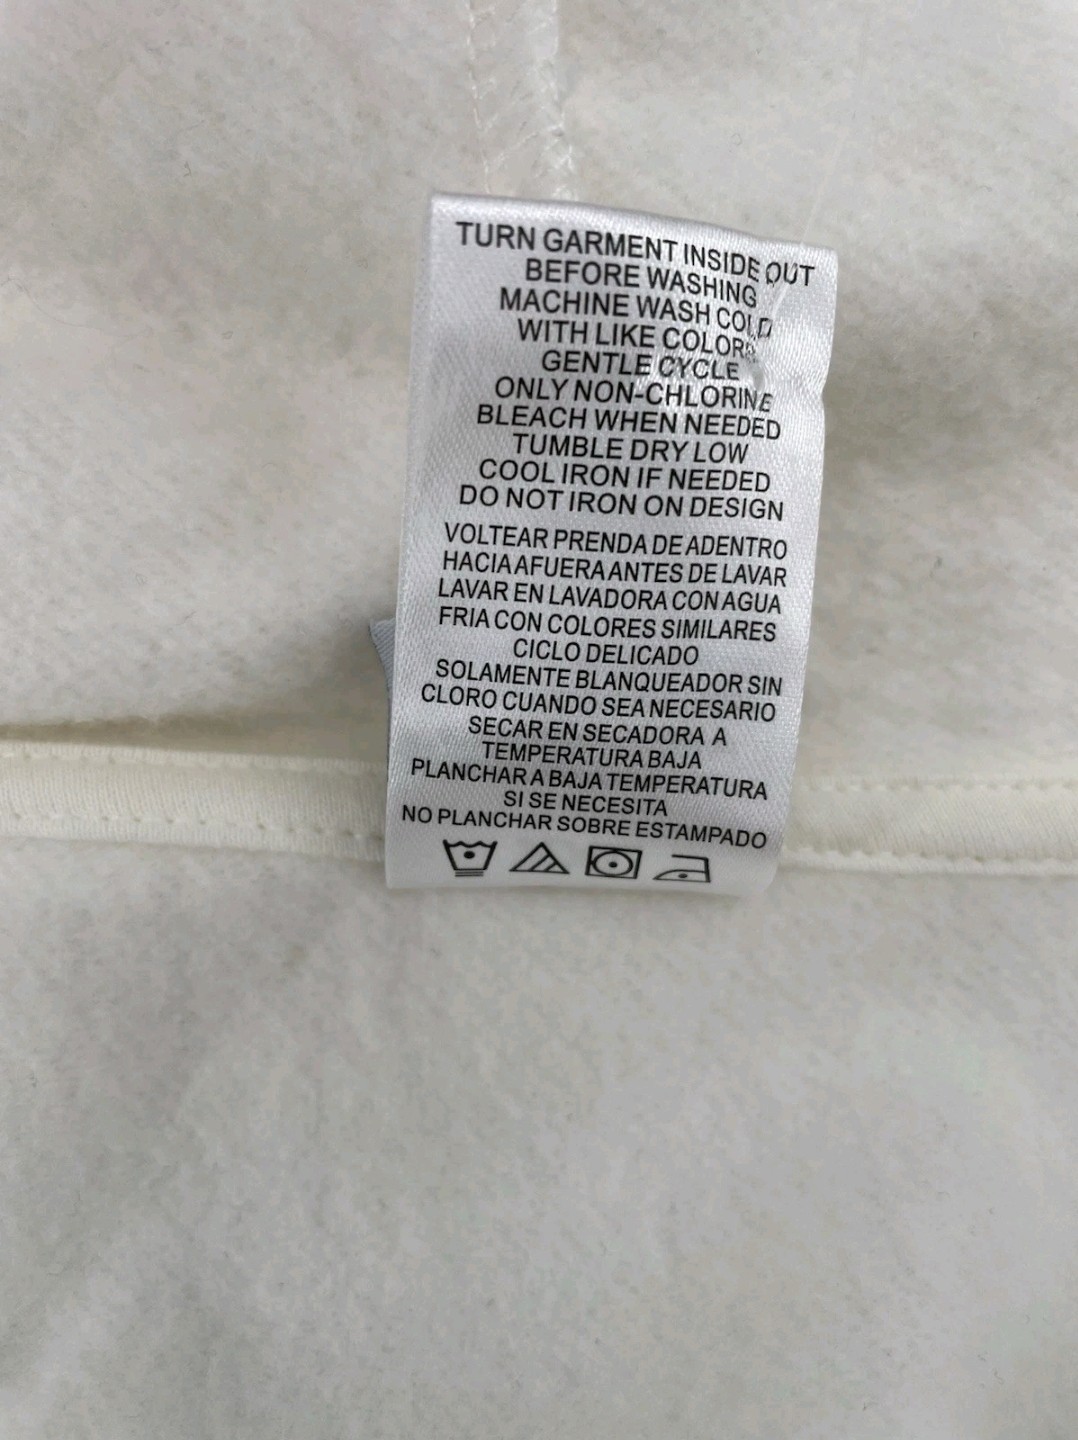 TURN GARMENT INSIDE OUT
BEFORE WASHING
MACHINE WASH COLD
WITH LIKE COLORS
GENTLE CYCLE
ONLY NON-CHLORINE
BLEACH WHEN NEEDED
TUMBLE DRY LOW
COOL IRON IF NEEDED
DO NOT IRON ON DESIGN
VOLTEAR PRENDA DE ADENTRO
HACIA AFUERA ANTES DE LAVAR
LAVAR EN LAVADORA CON AGUA
FRIA CON COLORES SIMILARES
CICLO DELICADO
SOLAMENTE BLANQUEADOR SIN
CLORO CUANDO SEA NECESARIO
SECAR EN SECADORA A
TEMPERATURA BAJA
PLANCHAR A BAJA TEMPERATURA
SI SE NECESITA
NO PLANCHAR SOBRE ESTAMPADO